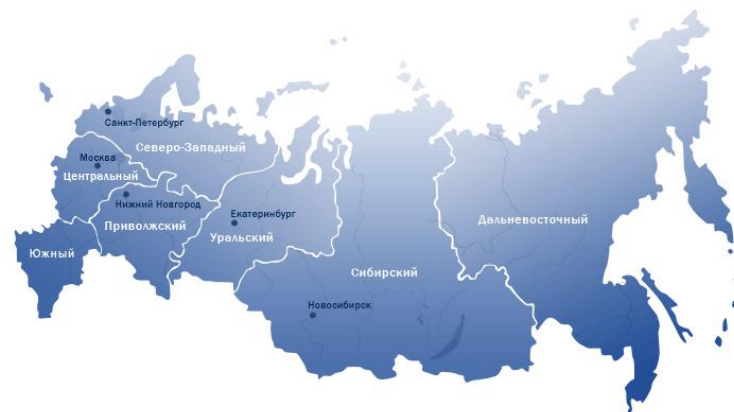 Санкт-Петербург
Северо-Западный
Москва
Центральный
Нижний Новгород
Приволжский
Екатеринбург
Уральский
Дальневосточный
Южный
Сибирский
Новосибирск